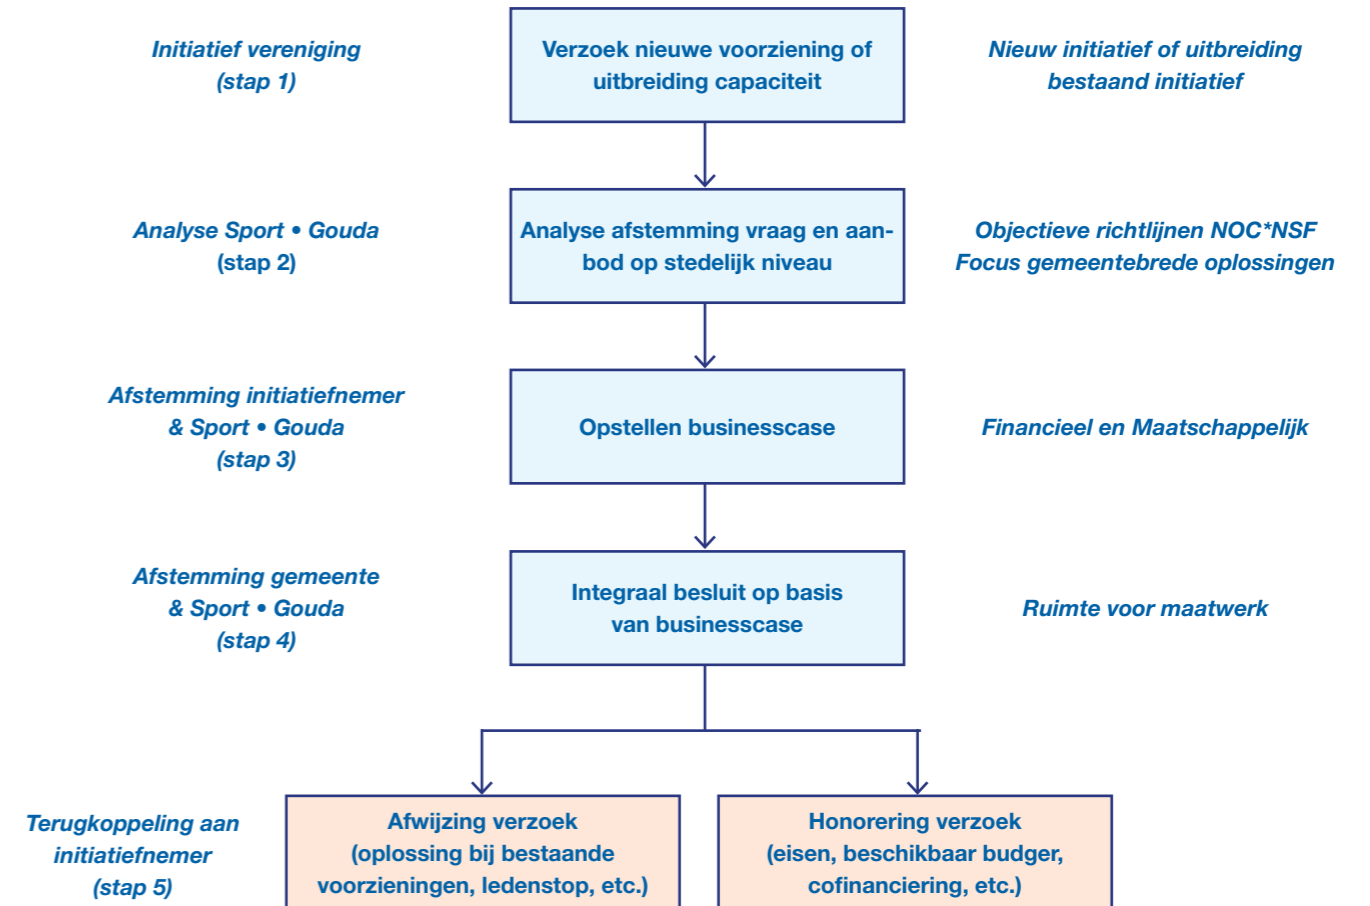 Initiatief vereniging
(stap 1)
Verzoek nieuwe voorziening of
uitbreiding capaciteit
Nieuw initiatief of uitbreiding
bestaand initiatief
Analyse Sport • Gouda
(stap 2)
Analyse afstemming vraag en aan-
bod op stedelijk niveau
Objectieve richtlijnen NOC*NSF
Focus gemeentebrede oplossingen
Afstemming initiatiefnemer
& Sport • Gouda
(stap 3)
Opstellen businesscase
Financieel en Maatschappelijk
Afstemming gemeente
& Sport • Gouda
(stap 4)
Integraal besluit op basis
van businesscase
Ruimte voor maatwerk
Terugkoppeling aan
initiatiefnemer
(stap 5)
Afwijzing verzoek
(oplossing bij bestaande
voorzieningen, ledenstop, etc.)
Honorering verzoek
(eisen, beschikbaar budger,
cofinanciering, etc.)